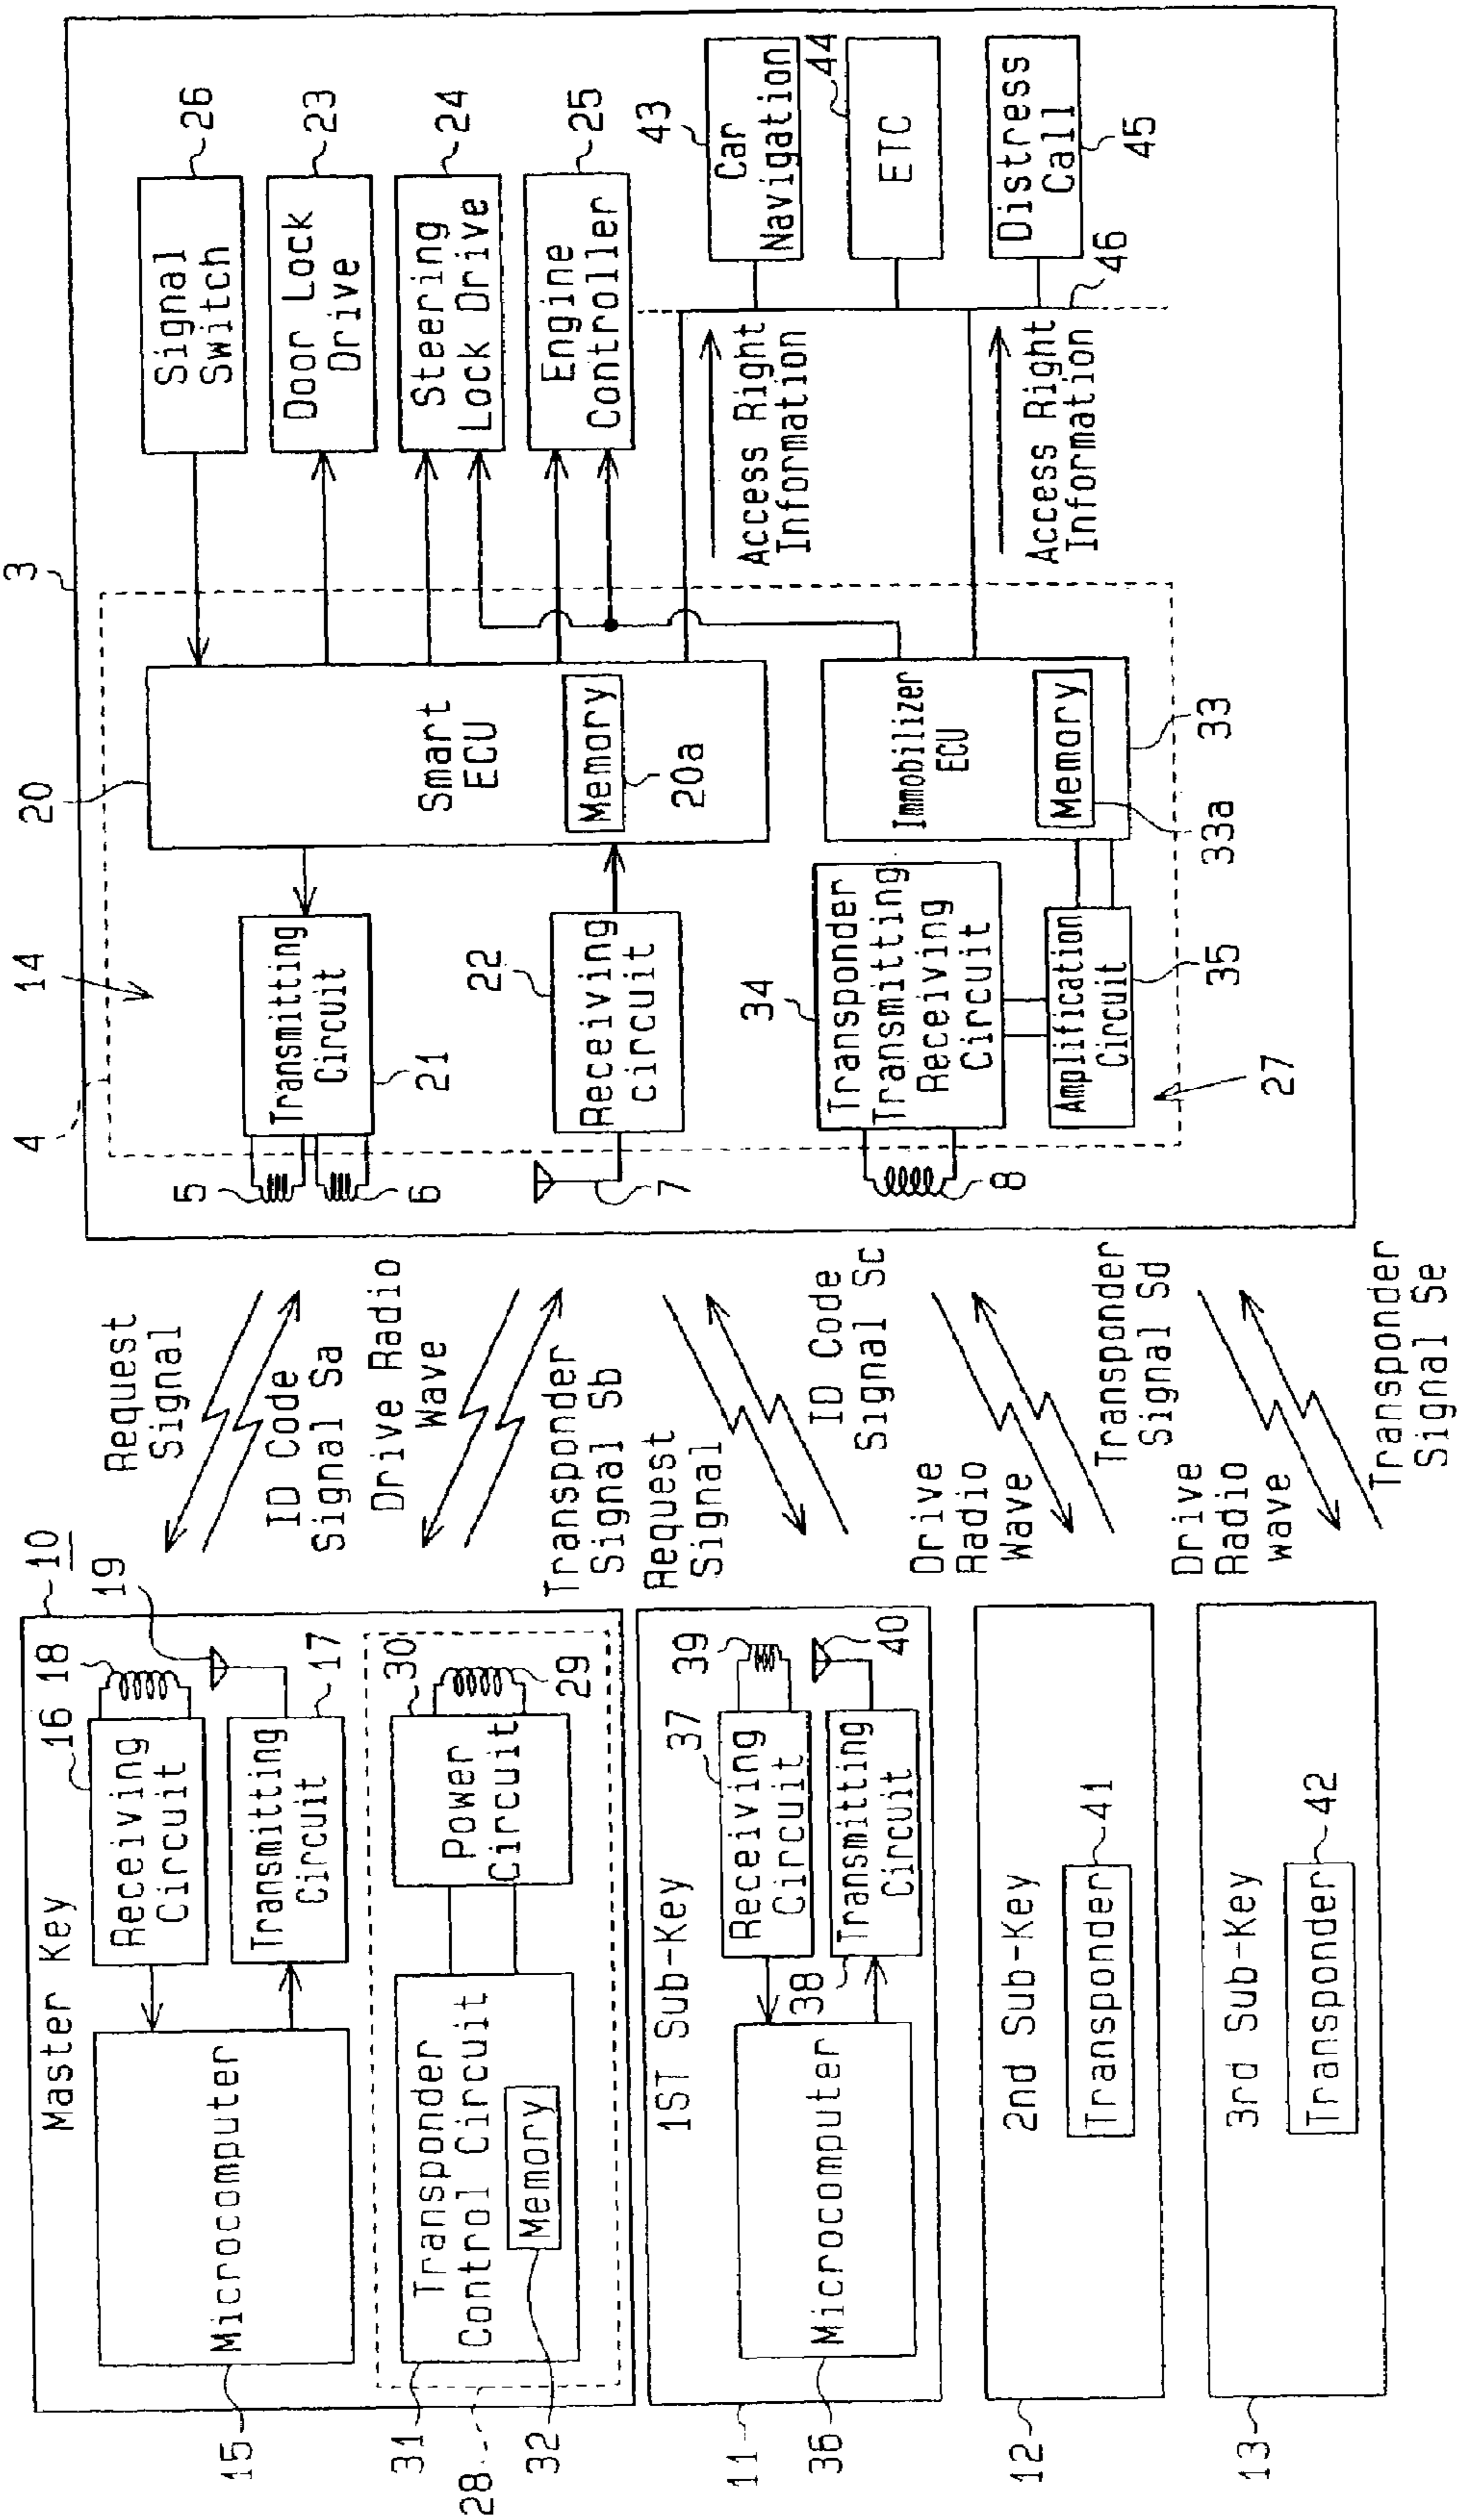 10
Master Key
15
Microcomputer
16
Receiving
Circuit
18
19
Transmitting
Circuit
17
28
31
Transponder
Control Circuit
Memory
32
30
Power
Circuit
29
11
1ST Sub-Key
36
Microcomputer
37
Receiving
Circuit
39
38
Transmitting
Circuit
40
12
2nd Sub-Key
Transponder
41
13
3rd Sub-Key
Transponder
42
Request
Signal
ID Code
Signal Sa
Drive Radio
Wave
Transponder
Signal Sb
Request
Signal
ID Code
Signal Sc
Drive
Radio
Wave
Transponder
Signal Sd
Drive
Radio
Wave
Transponder
Signal Se
3
4
14
5
6
Transmitting
Circuit
21
7
22
Receiving
circuit
8
34
Transponder
Transmitting
Receiving
Circuit
Amplification
Circuit
35
27
20
Smart
ECU
Memory
20a
Immobilizer
ECU
Memory
33
33a
Signal
Switch
26
Door Lock
Drive
23
Steering
Lock Drive
24
Engine
Controller
25
Access Right
Information
Access Right
Information
43
Car
Navigation
44
ETC
Distress
Call
45
46